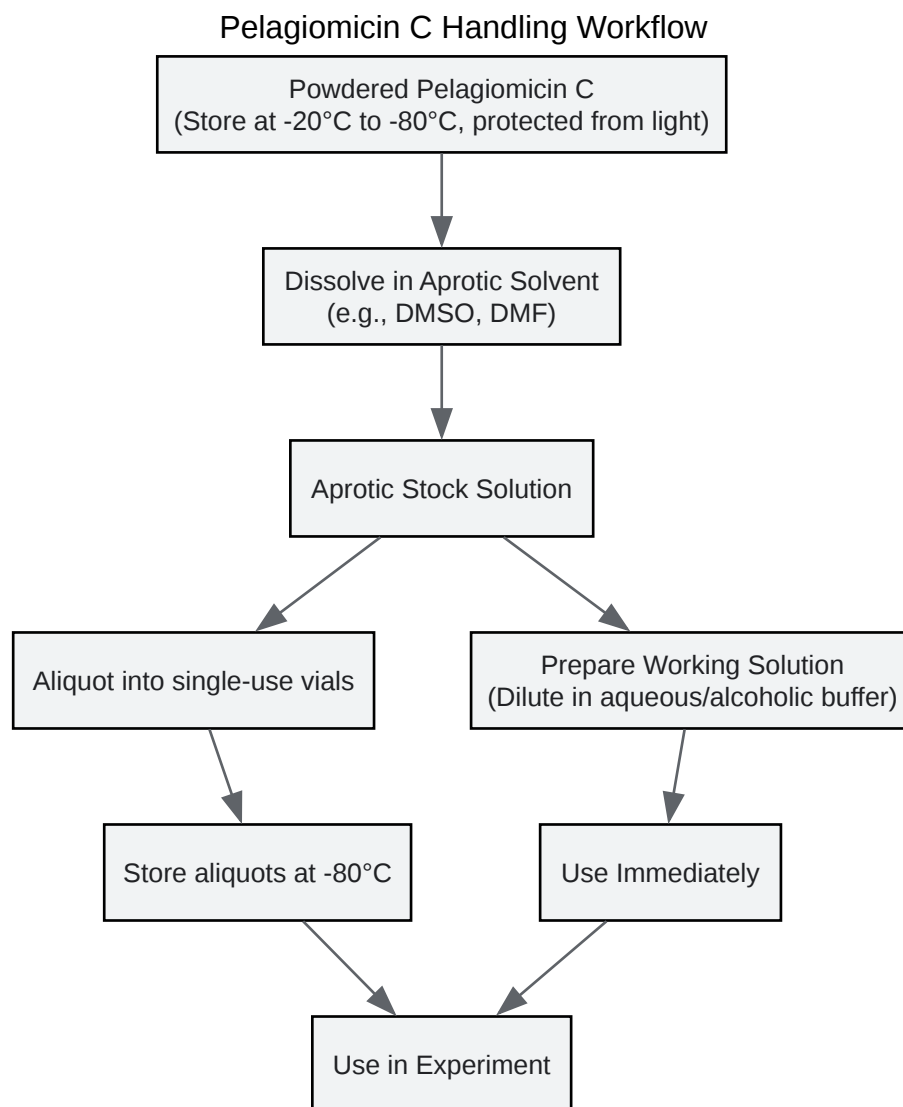 Pelagiomicin C Handling Workflow
Powdered Pelagiomicin C
(Store at -20°C to -80°C, protected from light)
Dissolve in Aprotic Solvent
(e.g., DMSO, DMF)
Aprotic Stock Solution
Aliquot into single-use vials
Prepare Working Solution
(Dilute in aqueous/alcoholic buffer)
Store aliquots at -80°C
Use Immediately
Use in Experiment